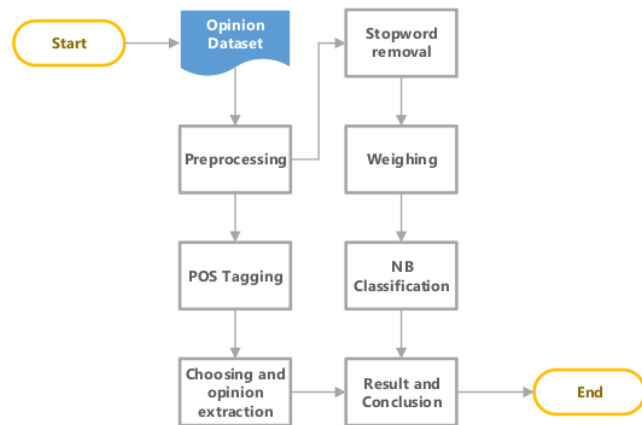 Start
Opinion
Dataset
Preprocessing
POS Tagging
Choosing and
opinion
extraction
Stopword
removal
Weighing
NB
Classification
Result and
Conclusion
End